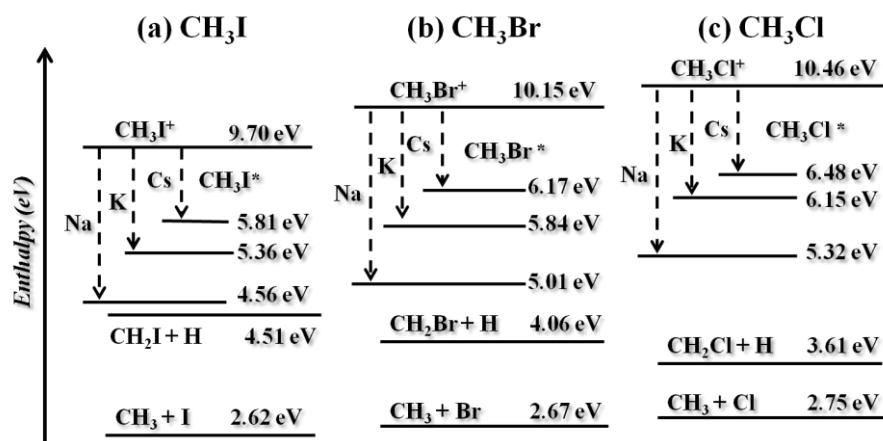 (a) CH₃I
(b) CH₃Br
(c) CH₃Cl
Enthalpy (eV)
CH₃I⁺ 9.70 eV
Na
K
Cs
CH₃I*
5.81 eV
5.36 eV
4.56 eV
CH₂I + H 4.51 eV
CH₃ + I 2.62 eV
CH₃Br⁺ 10.15 eV
Na
K
Cs
CH₃Br *
6.17 eV
5.84 eV
5.01 eV
CH₂Br + H 4.06 eV
CH₃ + Br 2.67 eV
CH₃Cl⁺ 10.46 eV
Na
K
Cs
CH₃Cl *
6.48 eV
6.15 eV
5.32 eV
CH₂Cl + H 3.61 eV
CH₃ + Cl 2.75 eV